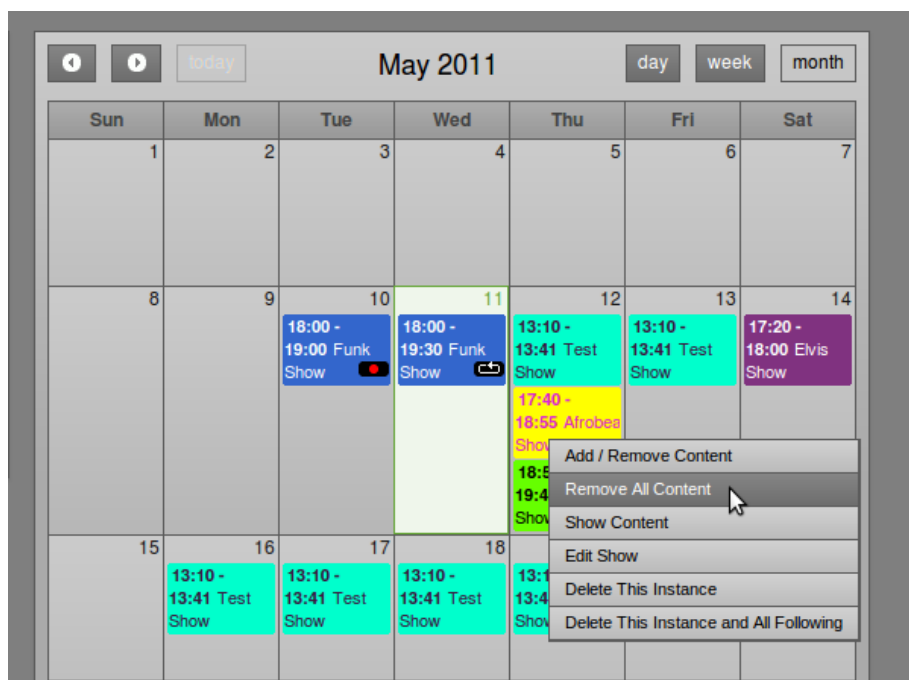 today
May 2011
day
week
month
Sun Mon Tue Wed Thu Fri Sat
1 2 3 4 5 6 7
8 9 10 11 12 13 14
18:00 -
19:00 Funk
Show
18:00 -
19:30 Funk
Show
13:10 -
13:41 Test
Show
13:10 -
13:41 Test
Show
17:20 -
18:00 Elvis
Show
17:40 -
18:55 Afrobea
Show
Add / Remove Content
Remove All Content
Show Content
Edit Show
Delete This Instance
Delete This Instance and All Following
15 16 17 18
13:10 -
13:41 Test
Show
13:10 -
13:41 Test
Show
13:10 -
13:41 Test
Show